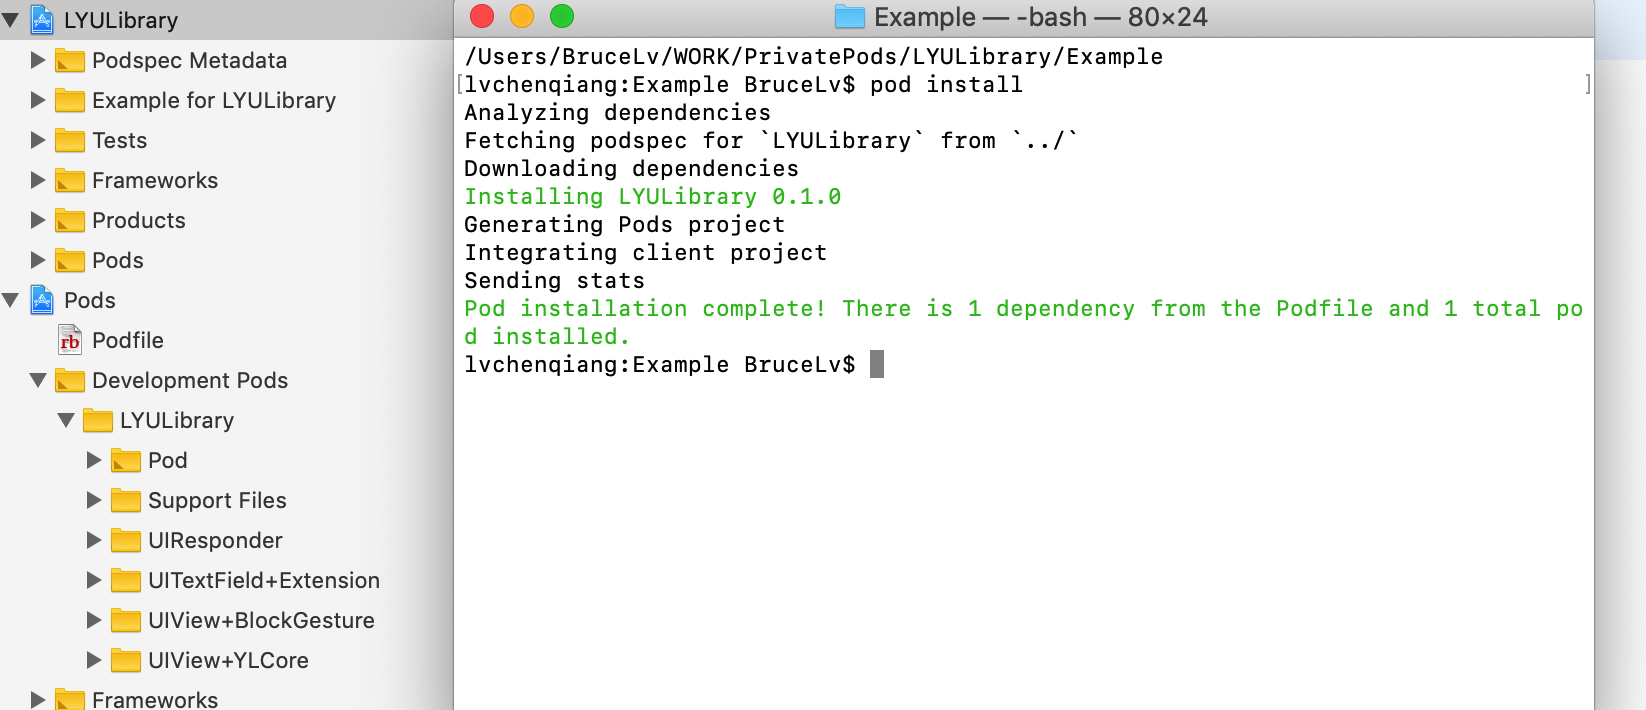 LYULibrary
Podspec Metadata
Example for LYULibrary
Tests
Frameworks
Products
Pods
Pods
rb
Podfile
Development Pods
LYULibrary
Pod
Support Files
UIResponder
UITextField+Extension
UIView+BlockGesture
UIView+YLCore
Frameworks
Example — -bash — 80×24
/Users/BruceLv/WORK/PrivatePods/LYULibrary/Example
[lvchenqiang:Example BruceLv$ pod install ]
Analyzing dependencies
Fetching podspec for `LYULibrary` from `../`
Downloading dependencies
Installing LYULibrary 0.1.0
Generating Pods project
Integrating client project
Sending stats
Pod installation complete! There is 1 dependency from the Podfile and 1 total po
d installed.
lvchenqiang:Example BruceLv$